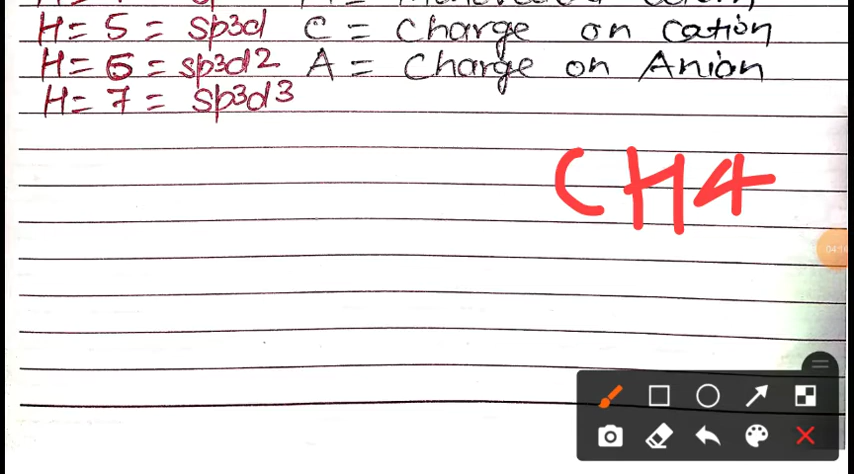 H= 5 = sp3d C = Charge on cation
H= 6 = sp3d2 A = Charge on Anion
H= 7 = sp3d3
CH4